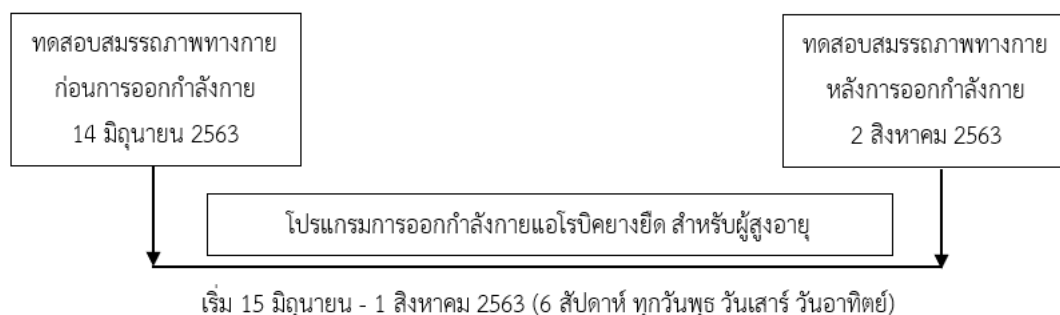 ทดสอบสมรรถภาพทางกาย
ก่อนการออกกำลังกาย
14 มิถุนายน 2563
ทดสอบสมรรถภาพทางกาย
หลังการออกกำลังกาย
2 สิงหาคม 2563
โปรแกรมการออกกำลังกายแอโรบิคยางยืด สำหรับผู้สูงอายุ
เริ่ม 15 มิถุนายน - 1 สิงหาคม 2563 (6 สัปดาห์ ทุกวันพุธ วันเสาร์ วันอาทิตย์)